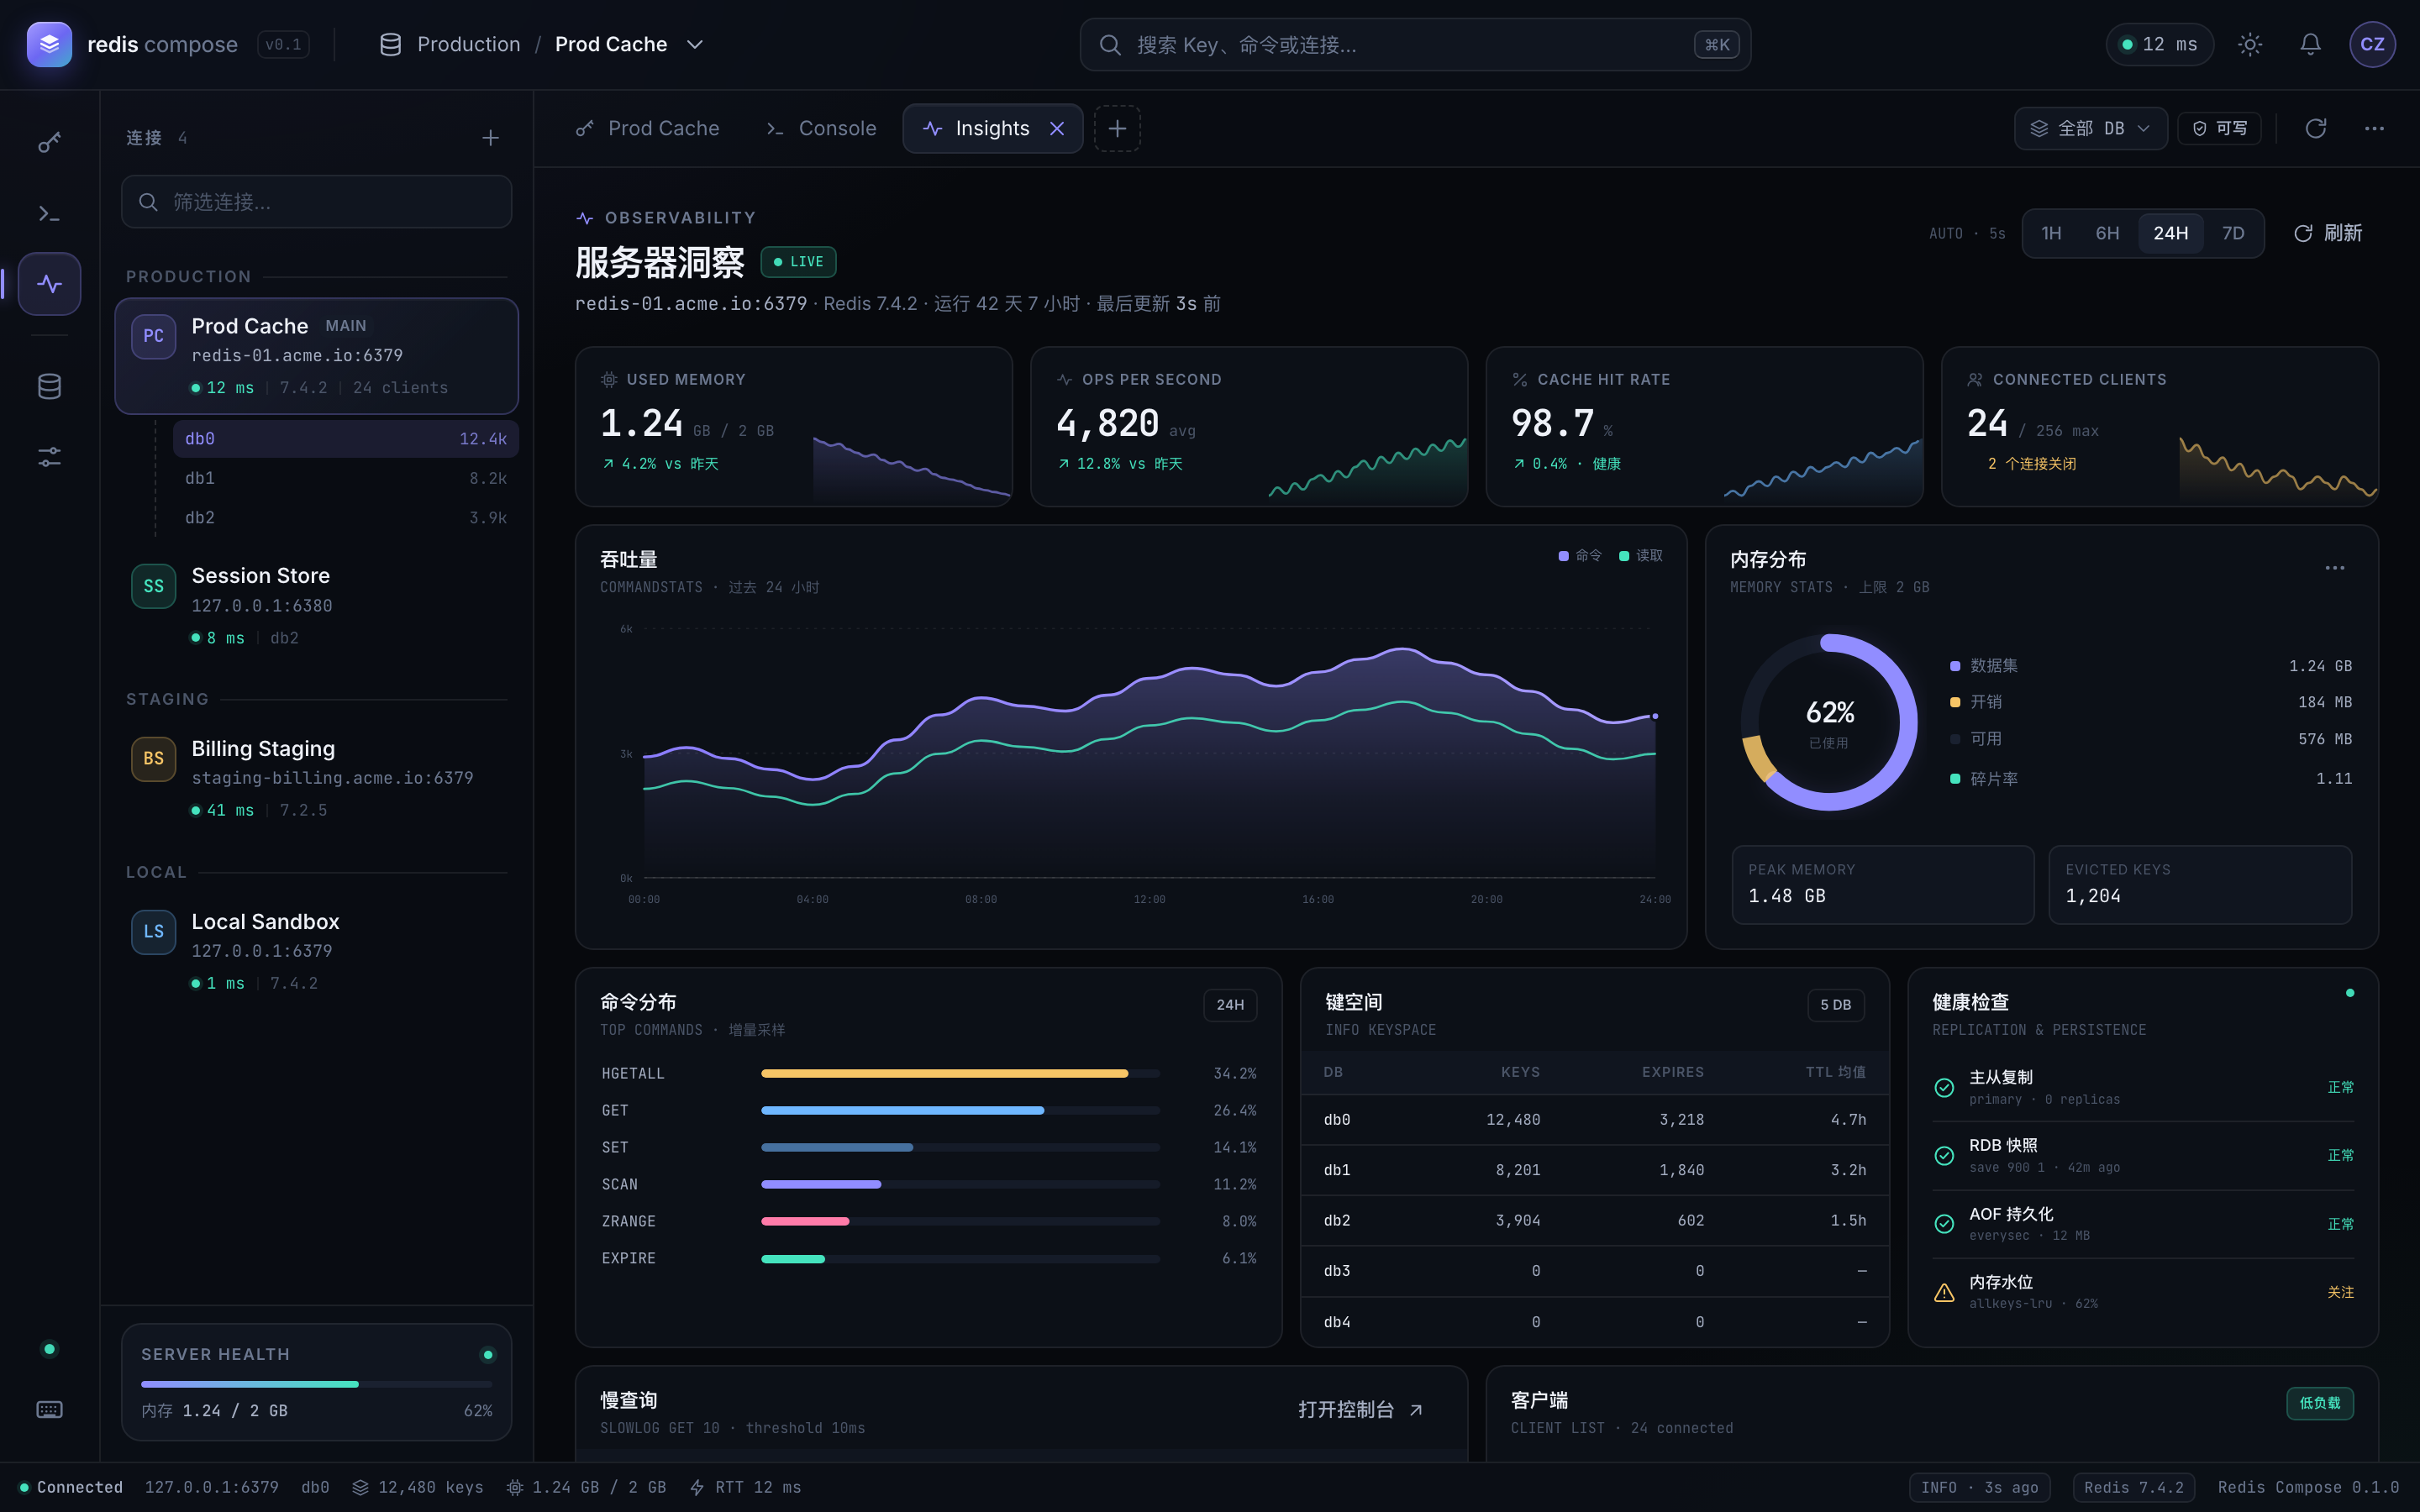 redis compose v0.1
Production / Prod Cache
搜索 Key、命令或连接... ⌘K
12 ms
CZ
连接 4
筛选连接...
PRODUCTION
PC Prod Cache MAIN
redis-01.acme.io:6379
12 ms 7.4.2 24 clients
db0 12.4k
db1 8.2k
db2 3.9k
SS Session Store
127.0.0.1:6380
8 ms db2
STAGING
BS Billing Staging
staging-billing.acme.io:6379
41 ms 7.2.5
LOCAL
LS Local Sandbox
127.0.0.1:6379
1 ms 7.4.2
SERVER HEALTH
内存 1.24 / 2 GB 62%
Prod Cache Console Insights
全部 DB 可写
OBSERVABILITY
服务器洞察 LIVE
redis-01.acme.io:6379 · Redis 7.4.2 · 运行 42 天 7 小时 · 最后更新 3s 前
AUTO · 5s 1H 6H 24H 7D 刷新
USED MEMORY
1.24 GB / 2 GB
4.2% vs 昨天
OPS PER SECOND
4,820 avg
12.8% vs 昨天
CACHE HIT RATE
98.7 %
0.4% · 健康
CONNECTED CLIENTS
24 / 256 max
2 个连接关闭
吞吐量
COMMANDSTATS · 过去 24 小时
命令 读取
6k
3k
0k
00:00 04:00 08:00 12:00 16:00 20:00 24:00
内存分布
MEMORY STATS · 上限 2 GB
62%
已使用
数据集 1.24 GB
开销 184 MB
可用 576 MB
碎片率 1.11
PEAK MEMORY
1.48 GB
EVICTED KEYS
1,204
命令分布 24H
TOP COMMANDS · 增量采样
HGETALL 34.2%
GET 26.4%
SET 14.1%
SCAN 11.2%
ZRANGE 8.0%
EXPIRE 6.1%
键空间 5 DB
INFO KEYSPACE
DB KEYS EXPIRES TTL 均值
db0 12,480 3,218 4.7h
db1 8,201 1,840 3.2h
db2 3,904 602 1.5h
db3 0 0 —
db4 0 0 —
健康检查
REPLICATION & PERSISTENCE
主从复制 正常
primary · 0 replicas
RDB 快照 正常
save 900 1 · 42m ago
AOF 持久化 正常
everysec · 12 MB
内存水位 关注
allkeys-lru · 62%
慢查询
SLOWLOG GET 10 · threshold 10ms
打开控制台
客户端
CLIENT LIST · 24 connected
低负载
Connected 127.0.0.1:6379 db0 12,480 keys 1.24 GB / 2 GB RTT 12 ms
INFO · 3s ago Redis 7.4.2 Redis Compose 0.1.0